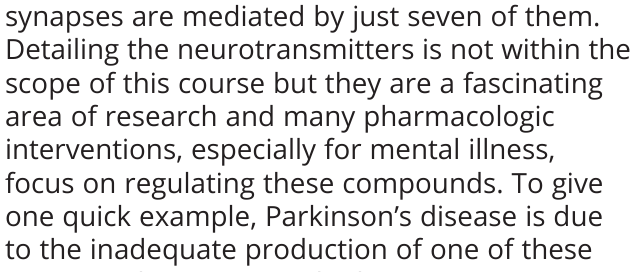 synapses are mediated by just seven of them.
Detailing the neurotransmitters is not within the
scope of this course but they are a fascinating
area of research and many pharmacologic
interventions, especially for mental illness,
focus on regulating these compounds. To give
one quick example, Parkinson’s disease is due
to the inadequate production of one of these